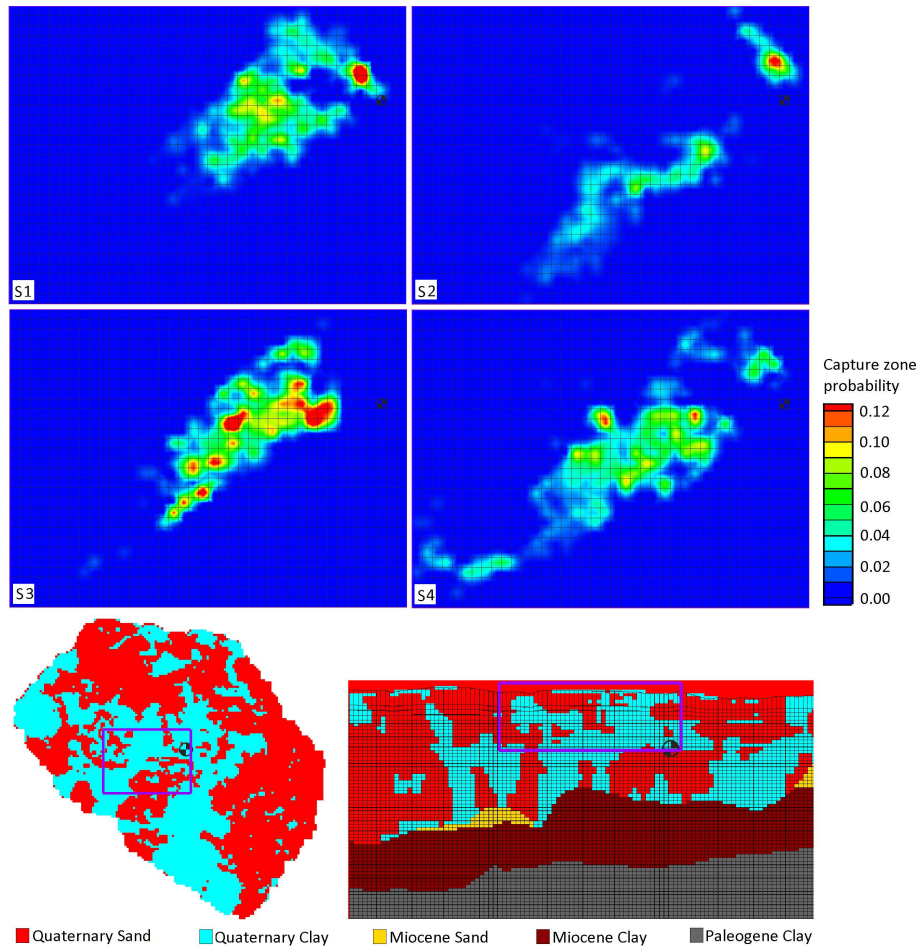 S1
S2
S3
S4
Capture zone
probability
0.12
0.10
0.08
0.06
0.04
0.02
0.00
Quaternary Sand
Quaternary Clay
Miocene Sand
Miocene Clay
Paleogene Clay